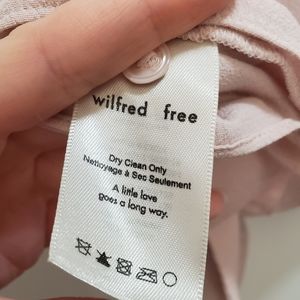 wilfred free
Dry Clean Only
Nettoyage à Sec Seulement
A little love
goes a long way.